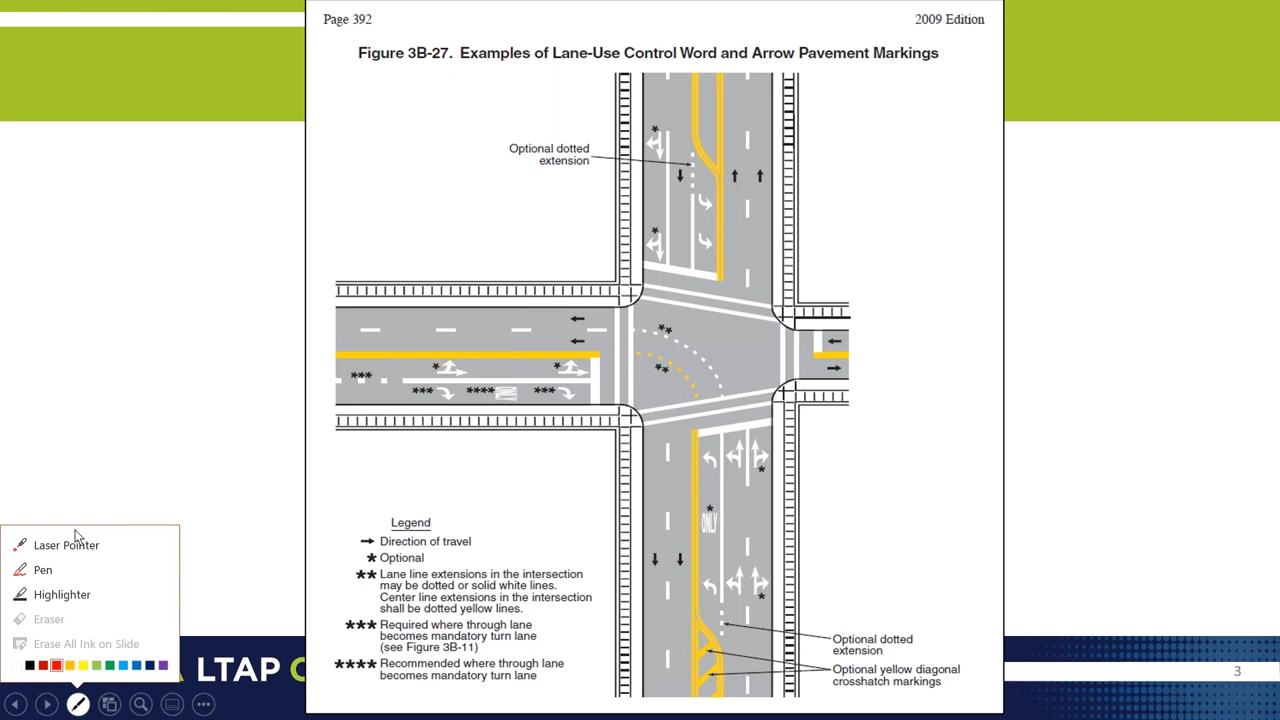 Page 392
2009 Edition
Figure 3B-27. Examples of Lane-Use Control Word and Arrow Pavement Markings
*
Optional dotted
extension
*
**
*
*
**
***
***
****
***
*
*
ONLY
*
Legend
Direction of travel
* Optional
** Lane line extensions in the intersection
may be dotted or solid white lines.
Center line extensions in the intersection
shall be dotted yellow lines.
*** Required where through lane
becomes mandatory turn lane
(see Figure 3B-11)
**** Recommended where through lane
becomes mandatory turn lane
*
Optional dotted
extension
Optional yellow diagonal
crosshatch markings
Laser Pointer
Pen
Highlighter
Eraser
Erase All Ink on Slide
LTAP
3